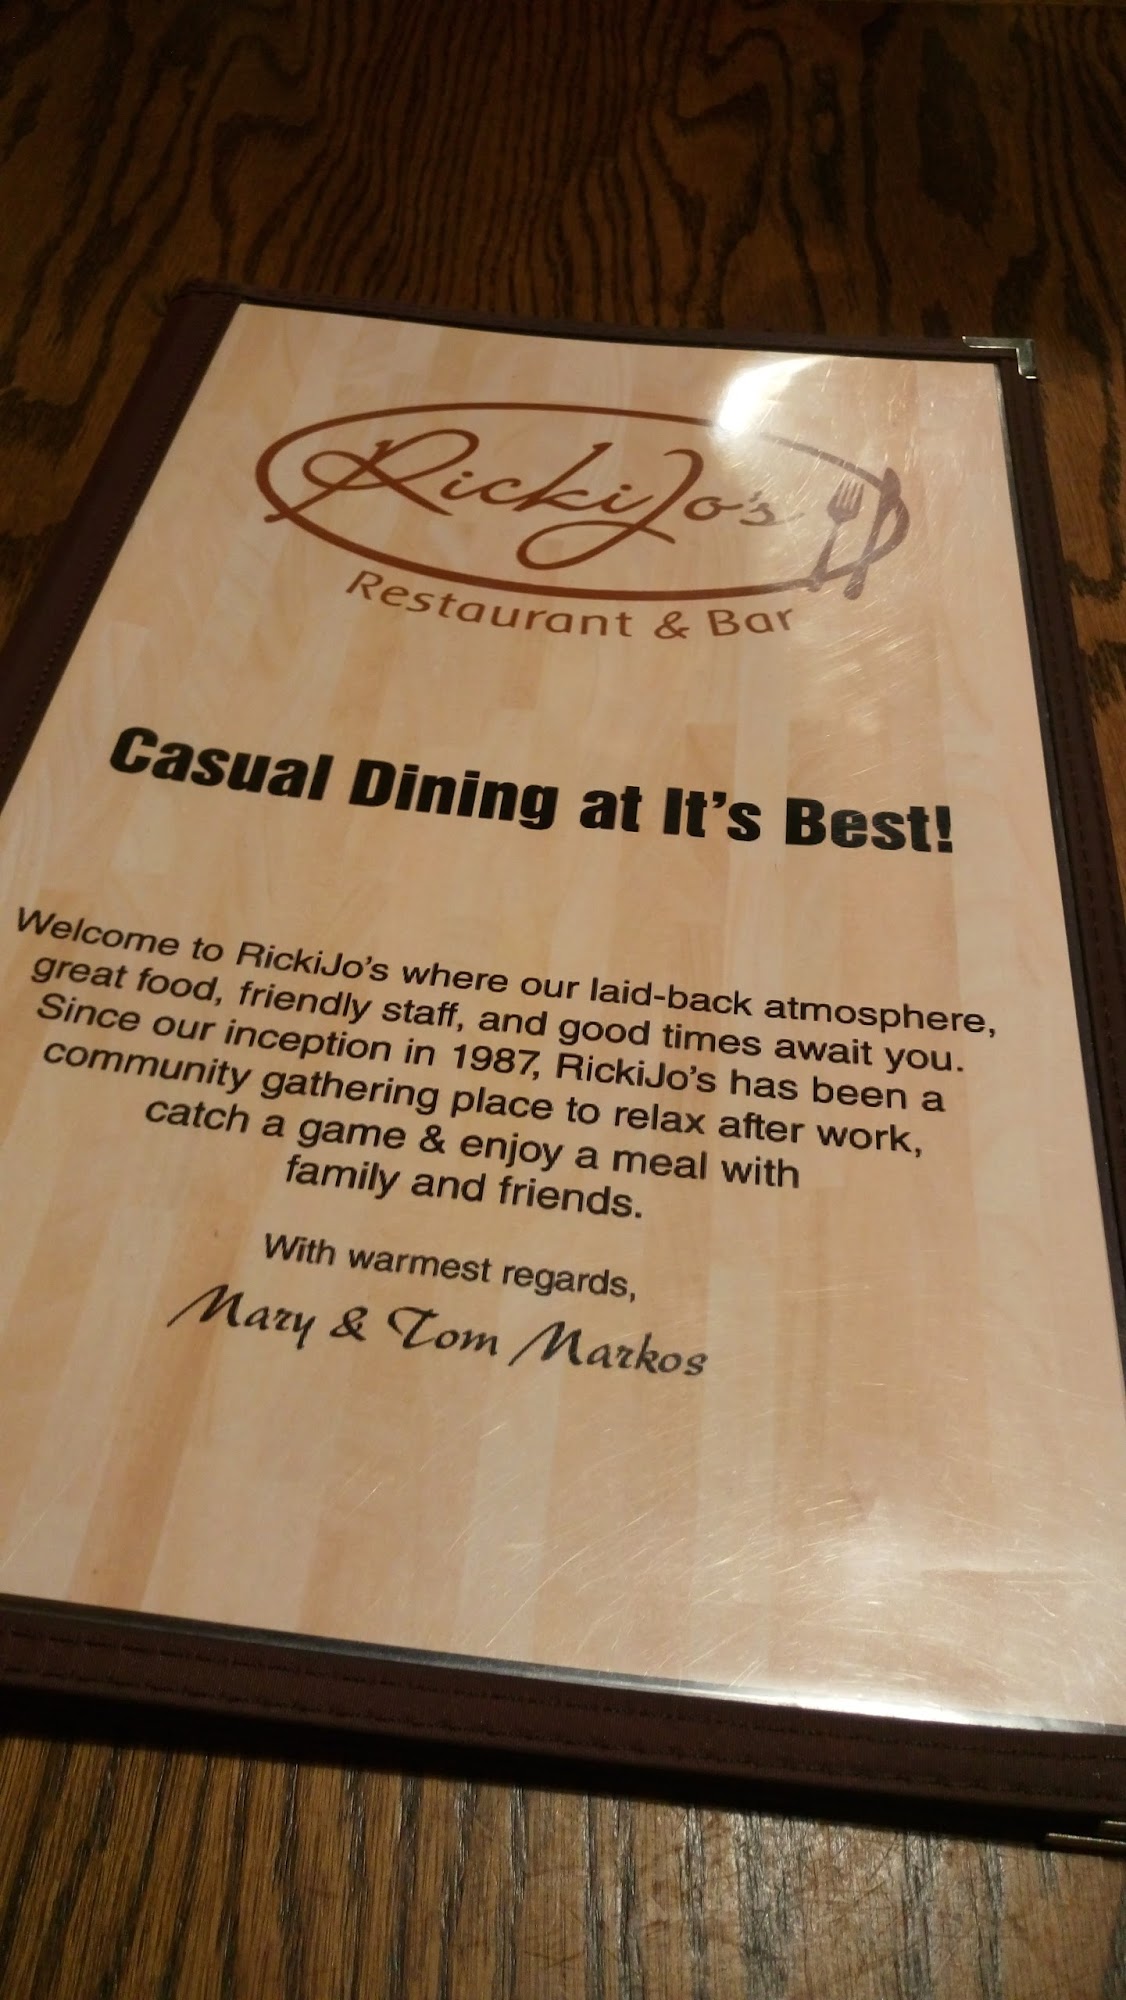 RickiJo's
Restaurant & Bar
Casual Dining at It's Best!
Welcome to RickiJo's where our laid-back atmosphere,
great food, friendly staff, and good times await you.
Since our inception in 1987, RickiJo's has been a
community gathering place to relax after work,
catch a game & enjoy a meal with
family and friends.
With warmest regards,
Mary & Tom Markos